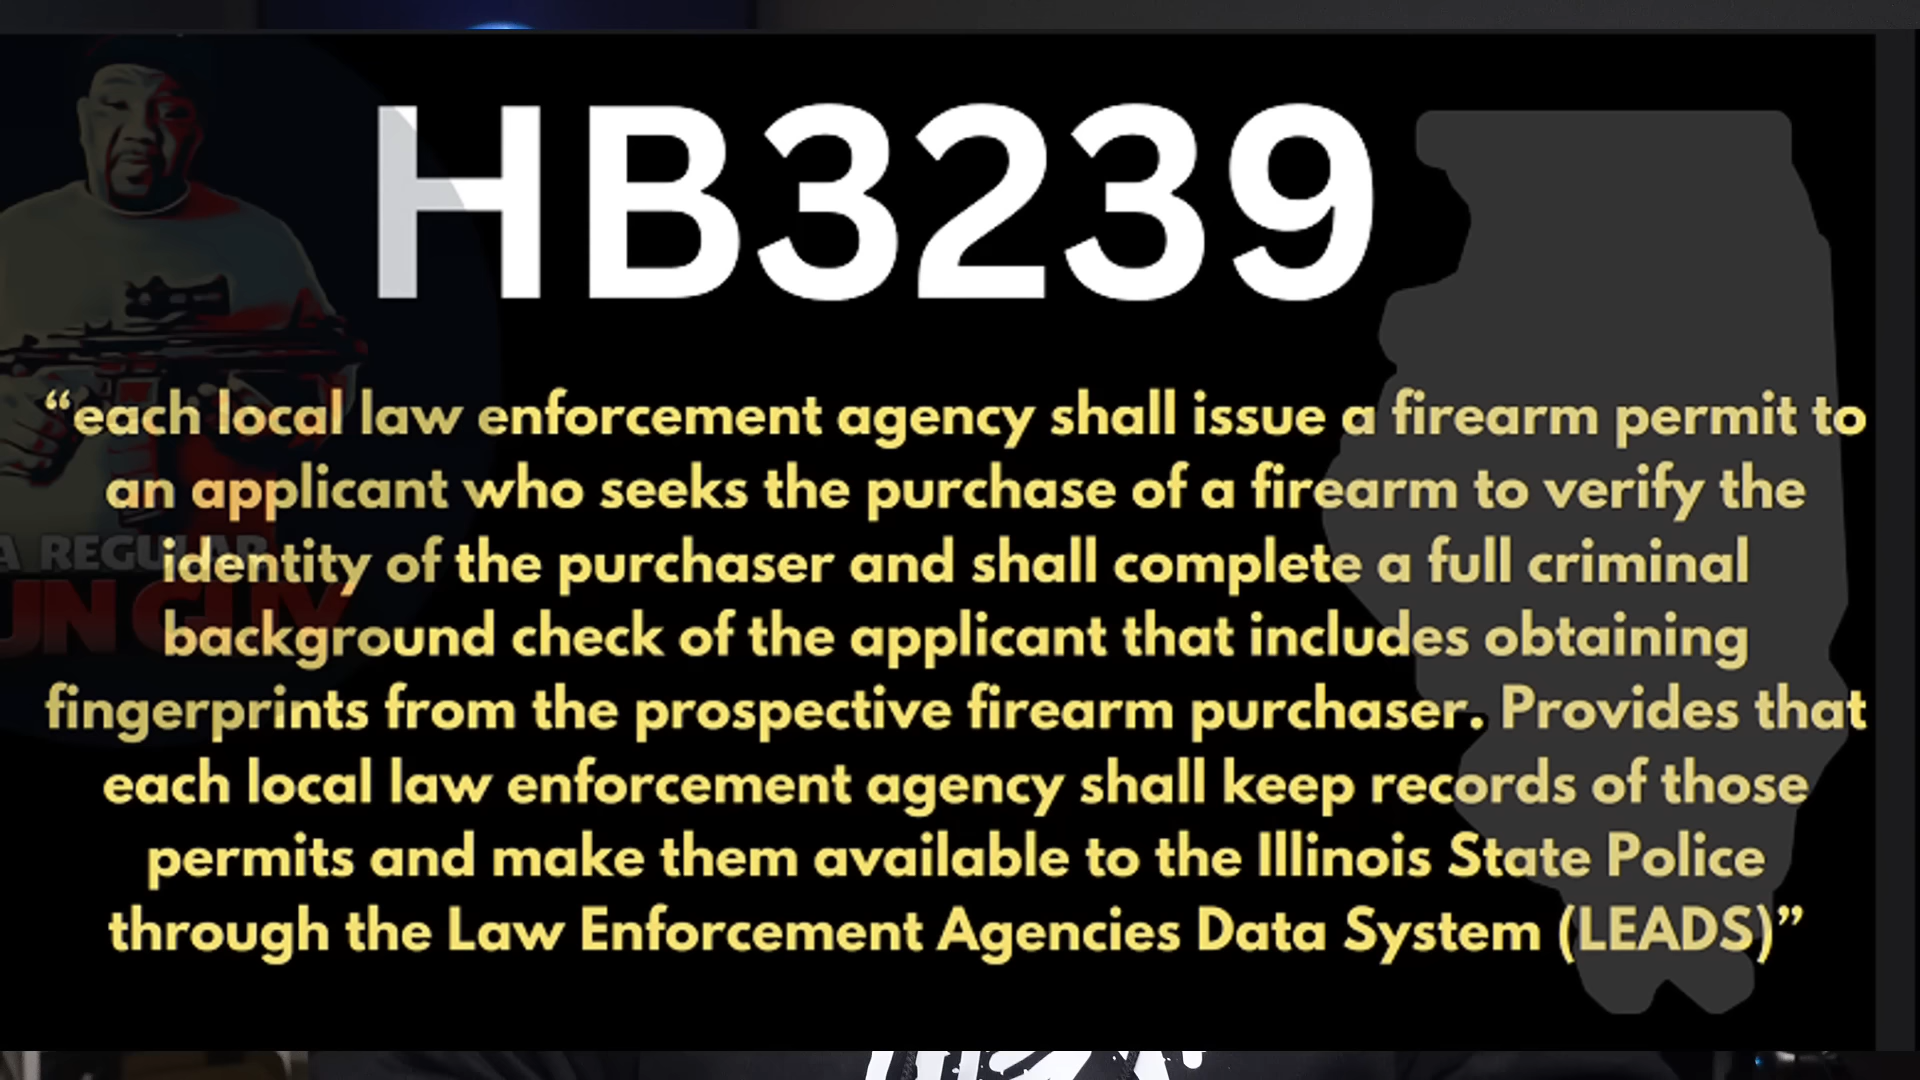 HB3239
“each local law enforcement agency shall issue a firearm permit to
an applicant who seeks the purchase of a firearm to verify the
identity of the purchaser and shall complete a full criminal
background check of the applicant that includes obtaining
fingerprints from the prospective firearm purchaser. Provides that
each local law enforcement agency shall keep records of those
permits and make them available to the Illinois State Police
through the Law Enforcement Agencies Data System (LEADS)”
A REGULAR
UN GUY